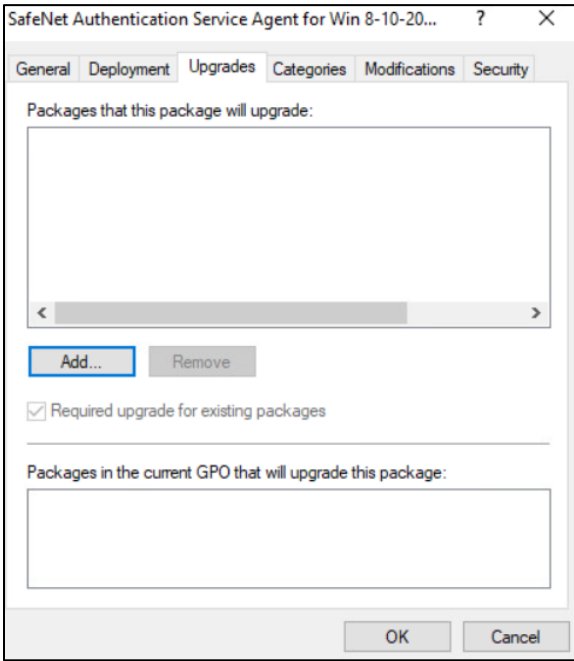 SafeNet Authentication Service Agent for Win 8-10-20... ?
General Deployment Upgrades Categories Modifications Security
Packages that this package will upgrade:
Add... Remove
Required upgrade for existing packages
Packages in the current GPO that will upgrade this package:
OK Cancel